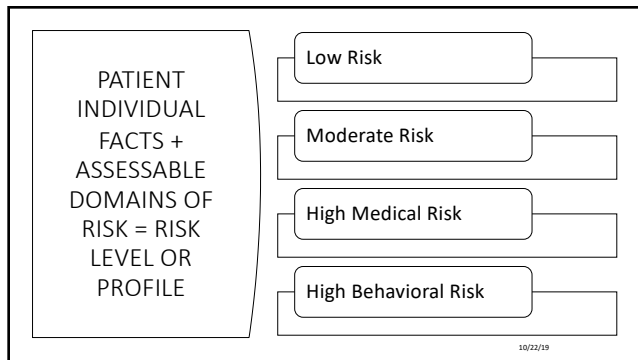 PATIENT
INDIVIDUAL
FACTS +
ASSESSABLE
DOMAINS OF
RISK = RISK
LEVEL OR
PROFILE
Low Risk
Moderate Risk
High Medical Risk
High Behavioral Risk
10/22/19